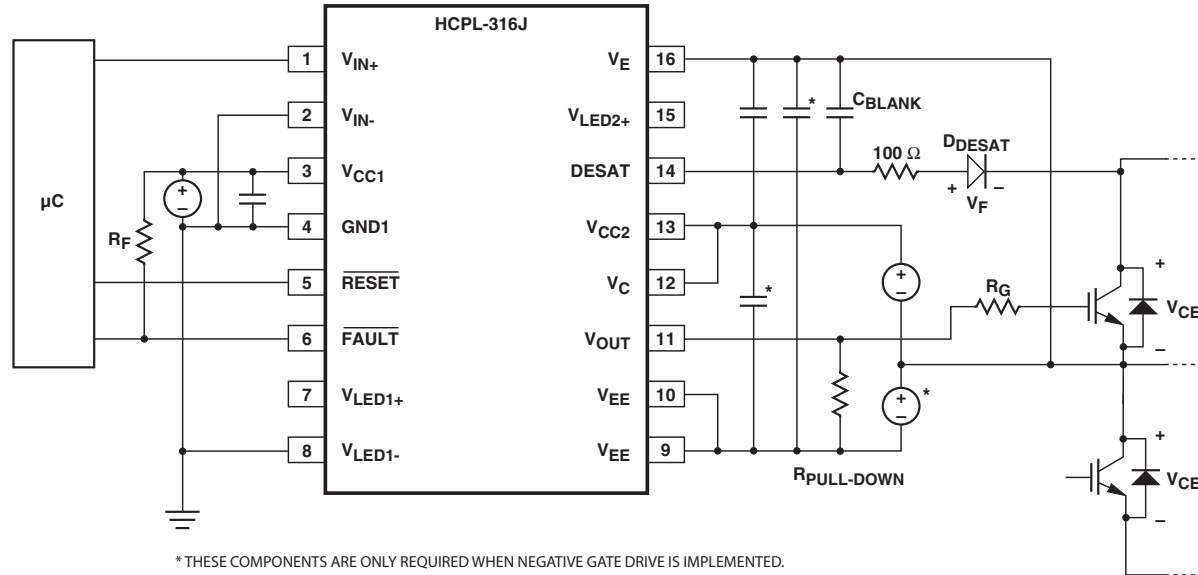 HCPL-316J
µC
1 VIN+
2 VIN-
3 VCC1
4 GND1
5 RESET
6 FAULT
7 VLED1+
8 VLED1-
VE 16
VLED2+ 15
DESAT 14
VCC2 13
VC 12
VOUT 11
VEE 10
VEE 9
RF
+
–
*
CBLANK
100 Ω
DDESAT
+ –
VF
*
+
–
RG
+
–
*
RPULL-DOWN
+
VCE
–
+
VCE
–
* THESE COMPONENTS ARE ONLY REQUIRED WHEN NEGATIVE GATE DRIVE IS IMPLEMENTED.